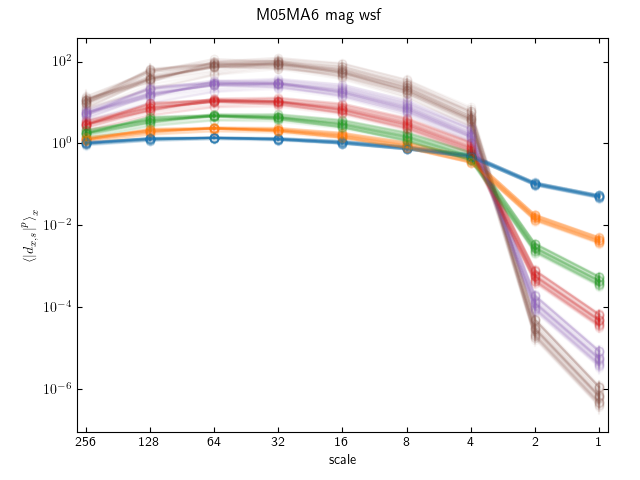 M05MA6 mag wsf
⟨|d_{x,s}|^p⟩_x
10^2
10^0
10^{-2}
10^{-4}
10^{-6}
256 128 64 32 16 8 4 2 1
scale